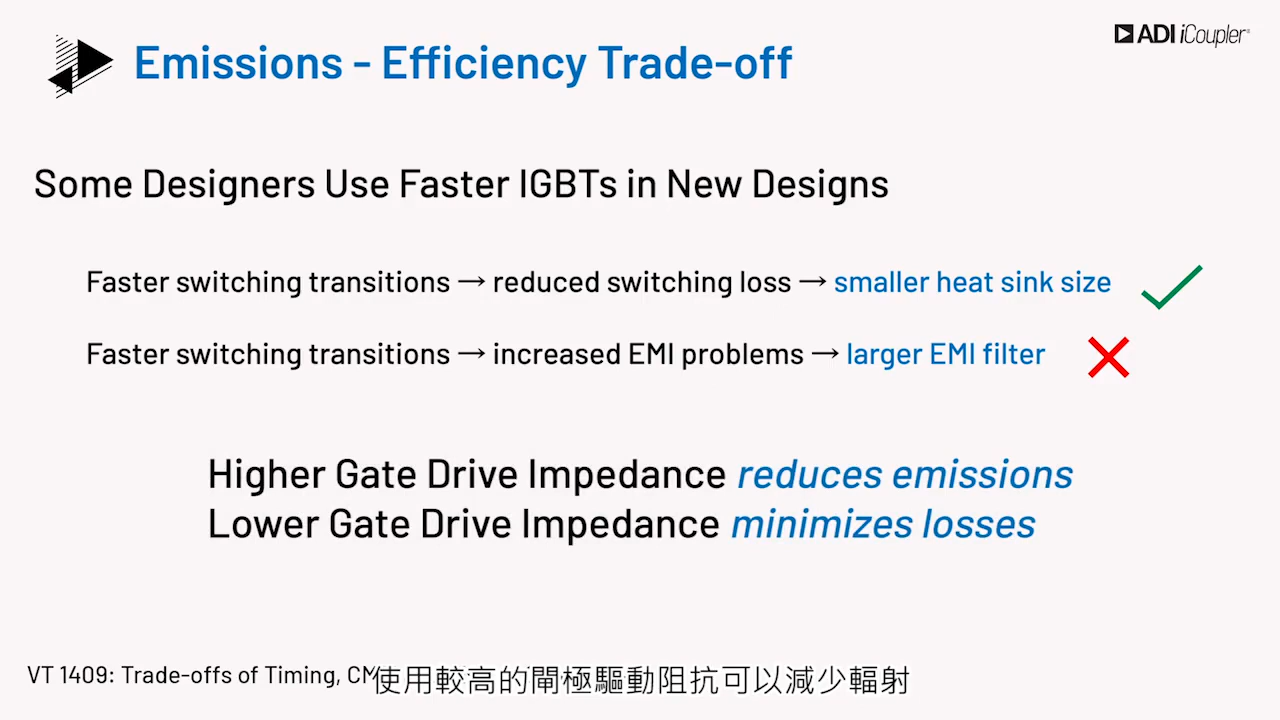 Emissions - Efficiency Trade-off
ADI iCoupler®
Some Designers Use Faster IGBTs in New Designs
Faster switching transitions → reduced switching loss → smaller heat sink size
Faster switching transitions → increased EMI problems → larger EMI filter
Higher Gate Drive Impedance reduces emissions
Lower Gate Drive Impedance minimizes losses
VT 1409: Trade-offs of Timing,
使用較高的閘極驅動阻抗可以減少輻射